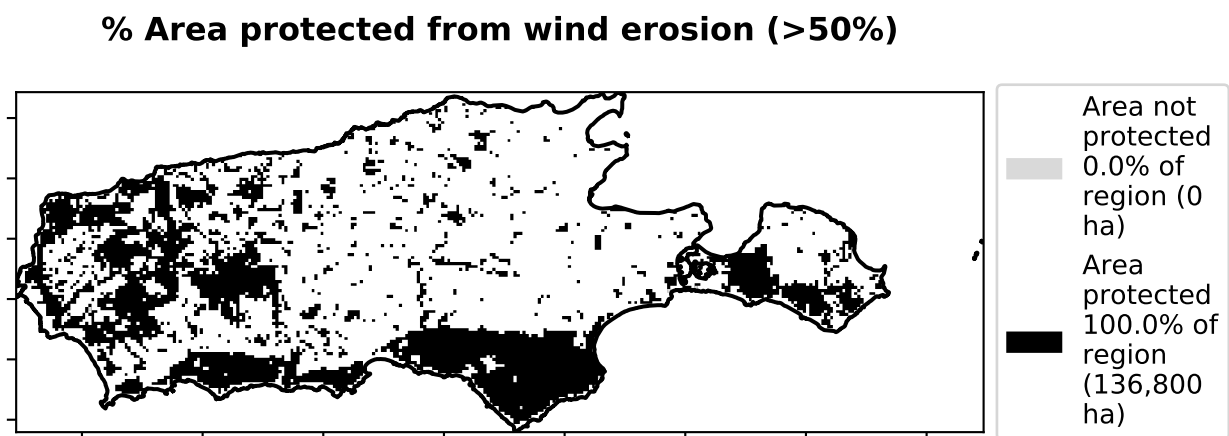 % Area protected from wind erosion (>50%)
Area not
protected
0.0% of
region (0
ha)
Area
protected
100.0% of
region
(136,800
ha)